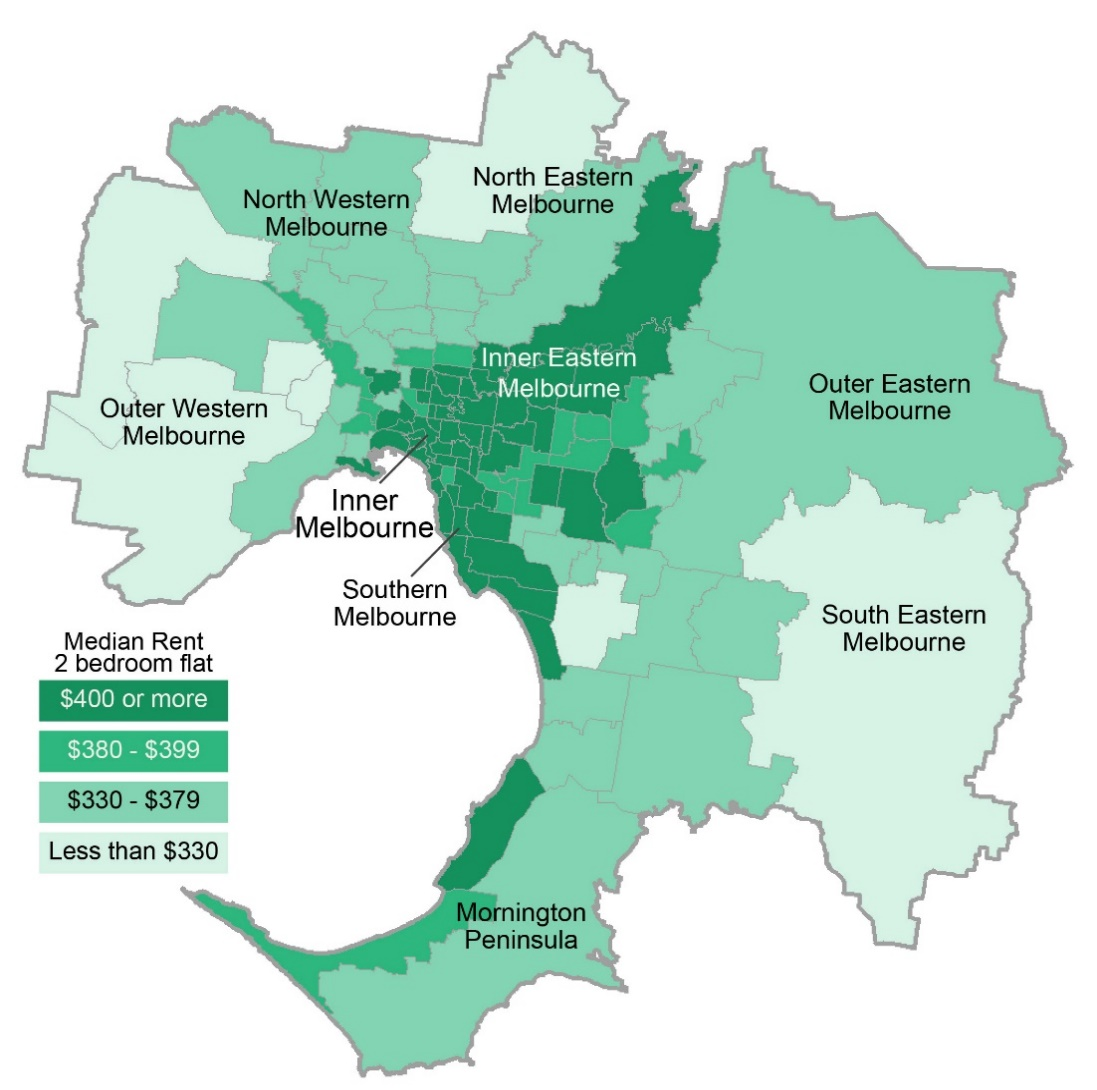 North Eastern
Melbourne
North Western
Melbourne
Inner Eastern
Melbourne
Outer Eastern
Melbourne
Outer Western
Melbourne
Inner
Melbourne
Southern
Melbourne
South Eastern
Melbourne
Median Rent
2 bedroom flat
$400 or more
$380 - $399
$330 - $379
Less than $330
Mornington
Peninsula